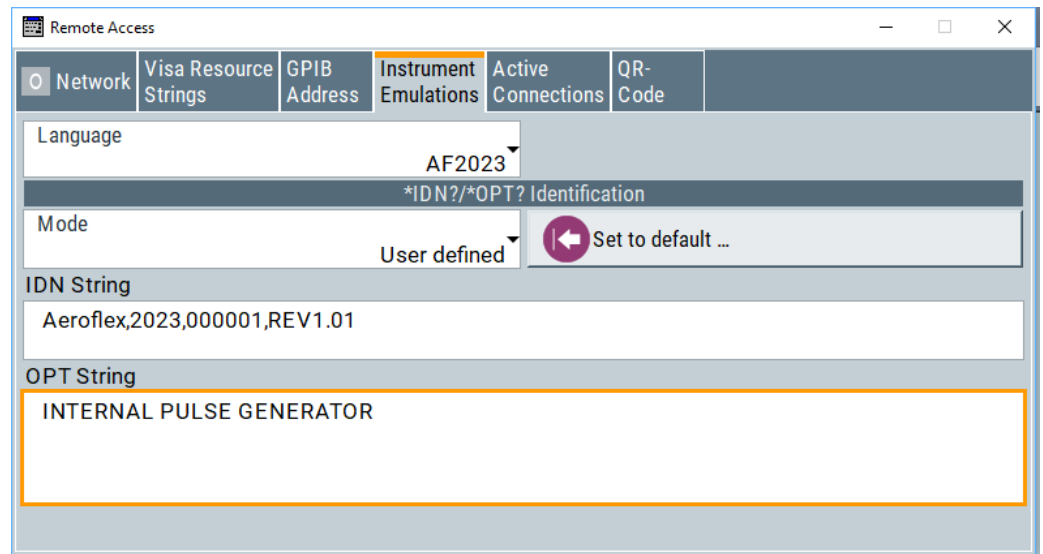 Remote Access
Network
Visa Resource
Strings
GPIB
Address
Instrument
Emulations
Active
Connections
QR-
Code
Language
AF2023
*IDN?/*OPT? Identification
Mode
User defined
Set to default ...
IDN String
Aeroflex,2023,000001,REV1.01
OPT String
INTERNAL PULSE GENERATOR